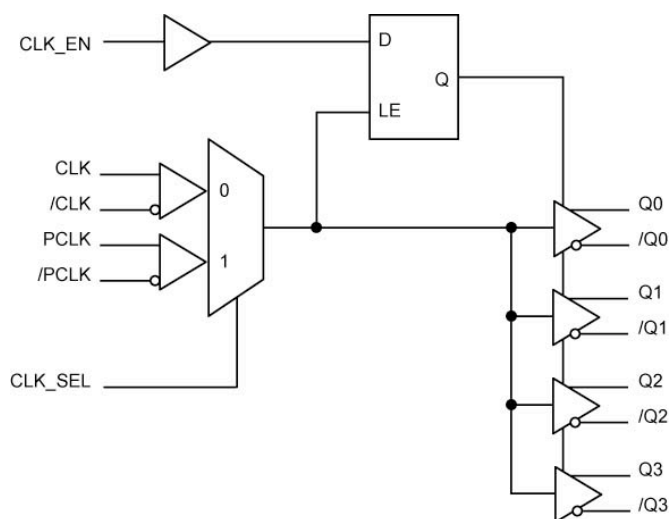 CLK_EN
D
Q
LE
CLK
/CLK
PCLK
/PCLK
0
1
CLK_SEL
Q0
/Q0
Q1
/Q1
Q2
/Q2
Q3
/Q3